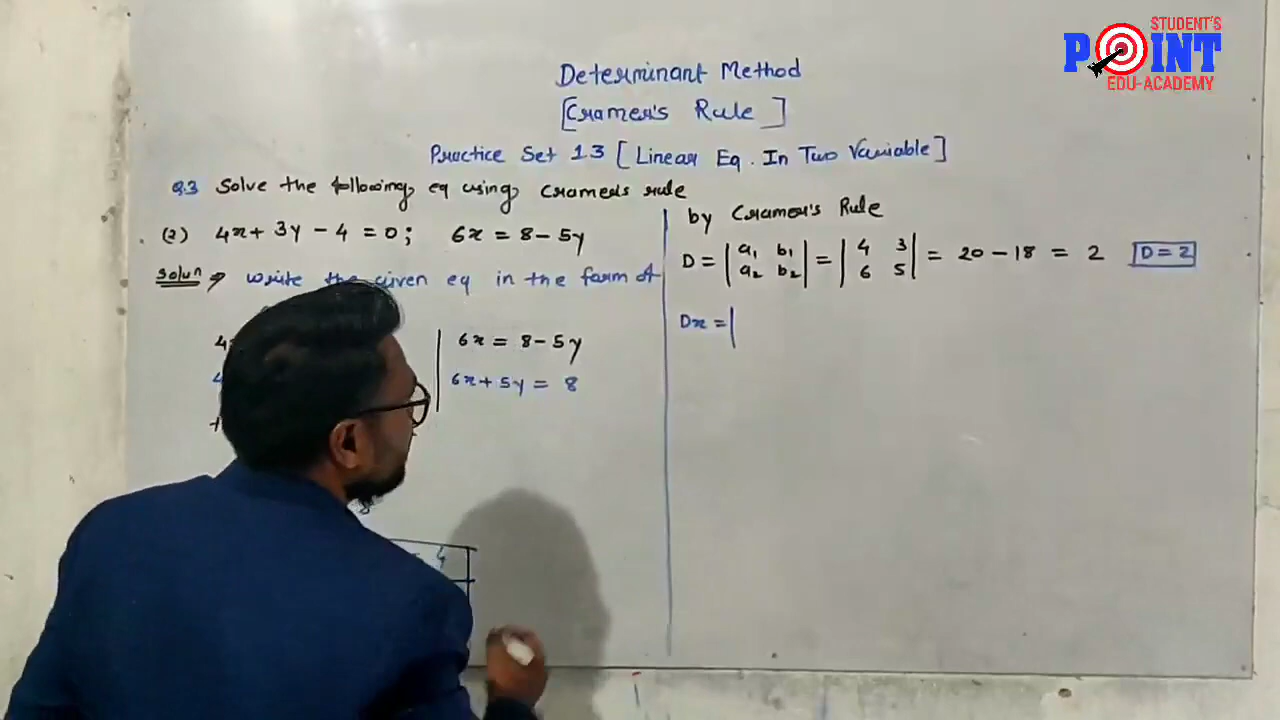 STUDENT'S
POINT
EDU-ACADEMY
Determinant Method
[Cramer's Rule]
Practice Set 1.3 [Linear Eq. In Two Variable]
Q.3 Solve the following eq using cramers rule
(2) 4x + 3y - 4 = 0; 6x = 8 - 5y
Solun ⇒ Write the given eq in the form of
6x = 8 - 5y
6x + 5y = 8
4
by Cramer's Rule
D = | a₁ b₁ | = | 4 3 | = 20 - 18 = 2 D = 2
| a₂ b₂ | | 6 5 |
Dx = |